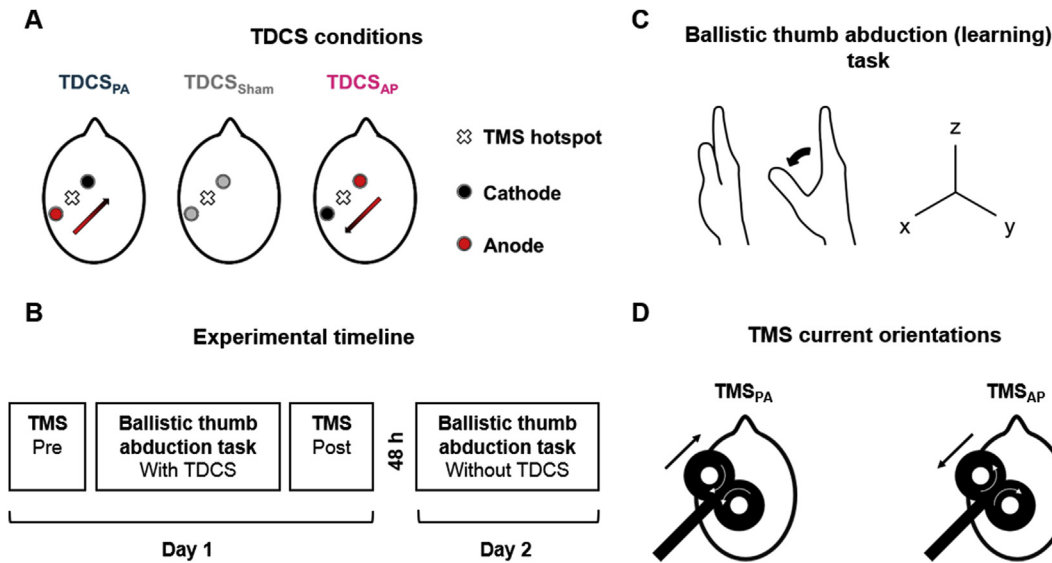 A
TDCS conditions
TDCSPA
TDCSSham
TDCSAP
TMS hotspot
Cathode
Anode
B
Experimental timeline
TMS
Pre
Ballistic thumb
abduction task
With TDCS
TMS
Post
48 h
Ballistic thumb
abduction task
Without TDCS
Day 1
Day 2
C
Ballistic thumb abduction (learning)
task
z
x
y
D
TMS current orientations
TMSPA
TMSAP